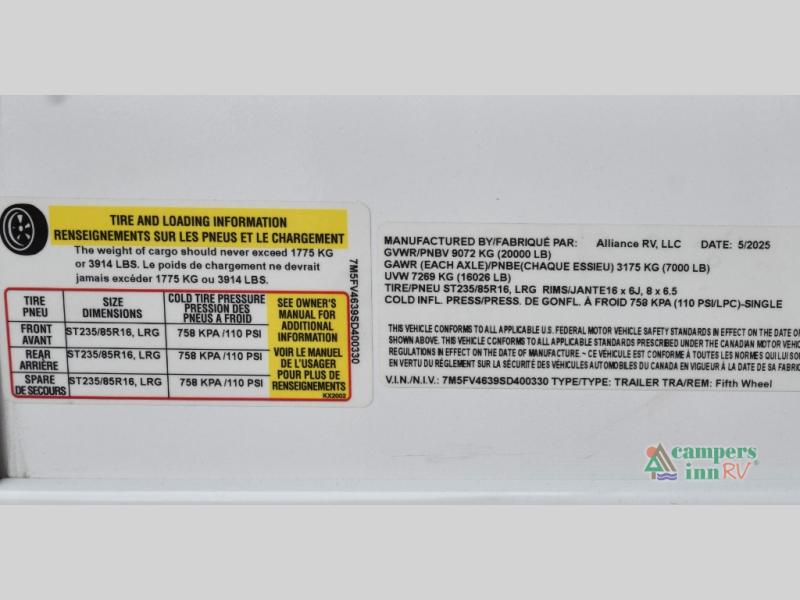 TIRE AND LOADING INFORMATION
RENSEIGNEMENTS SUR LES PNEUS ET LE CHARGEMENT
The weight of cargo should never exceed 1775 KG
or 3914 LBS. Le poids de chargement ne devrait
jamais excéder 1775 KG ou 3914 LBS.
TIRE PNEU
SIZE DIMENSIONS
COLD TIRE PRESSURE
PRESSION DES PNEUS A FROID
FRONT AVANT ST235/85R16, LRG 758 KPA /110 PSI
REAR ARRIÈRE ST235/85R16, LRG 758 KPA /110 PSI
SPARE DE SECOURS ST235/85R16, LRG 758 KPA /110 PSI
SEE OWNER'S
MANUAL FOR
ADDITIONAL
INFORMATION
VOIR LE MANUEL
DE L'USAGER
POUR PLUS DE
RENSEIGNEMENTS
KX2002
7M5FV4639SD400330
MANUFACTURED BY/FABRIQUÉ PAR: Alliance RV, LLC DATE: 5/2025
GVWR/PNBV 9072 KG (20000 LB)
GAWR (EACH AXLE)/PNBE(CHAQUE ESSIEU) 3175 KG (7000 LB)
UVW 7269 KG (16026 LB)
TIRE/PNEU ST235/85R16, LRG RIMS/JANTE16 x 6J, 8 x 6.5
COLD INFL. PRESS/PRESS. DE GONFL. À FROID 758 KPA (110 PSI/LPC)-SINGLE
THIS VEHICLE CONFORMS TO ALL APPLICABLE U.S. FEDERAL MOTOR VEHICLE SAFETY STANDARDS IN EFFECT ON THE DATE OF
SHOWN ABOVE. THIS VEHICLE CONFORMS TO ALL APPLICABLE STANDARDS PRESCRIBED UNDER THE CANADIAN MOTOR VEHIC
REGULATIONS IN EFFECT ON THE DATE OF MANUFACTURE. ~ CE VÉHICULE EST CONFORME À TOUTES LES NORMES QUI LUI SO
EN VERTU DU RÈGLEMENT SUR LA SÉCURITÉ DES VÉHICULES AUTOMOBILES DU CANADA EN VIGUEUR À LA DATE DE SA FABRIC
V.I.N./N.I.V.: 7M5FV4639SD400330 TYPE/TYPE: TRAILER TRA/REM: Fifth Wheel
campers
inn RV®